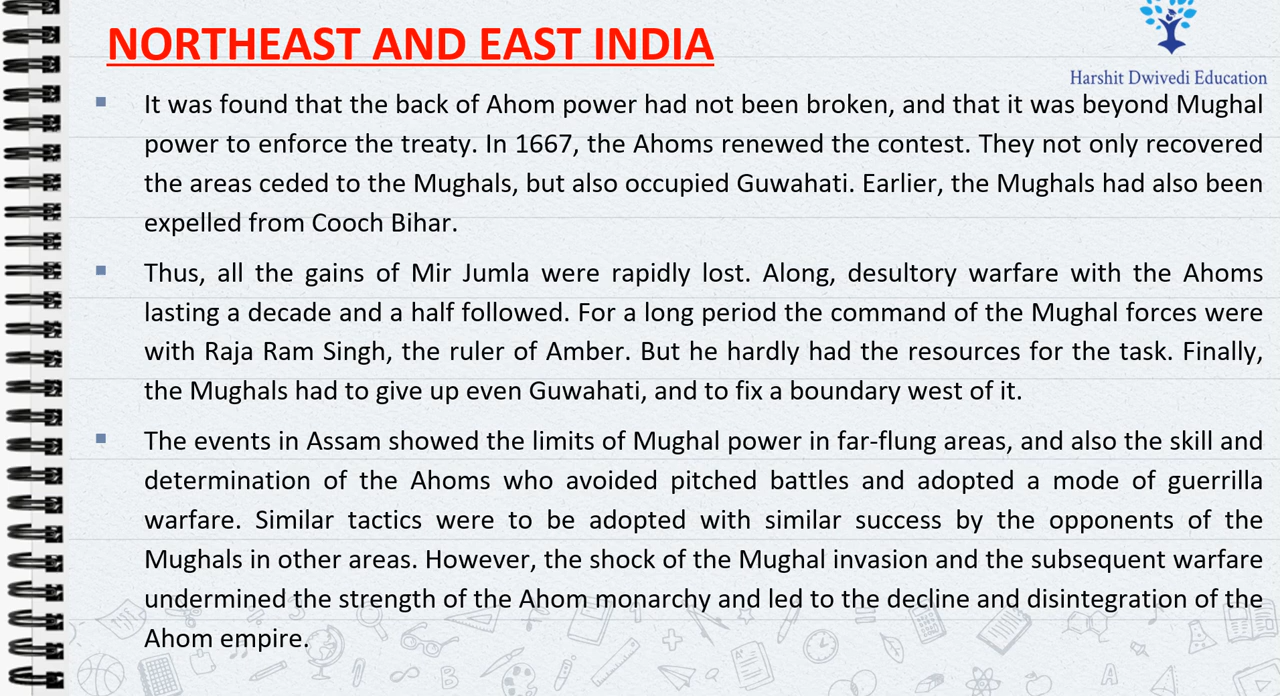 NORTHEAST AND EAST INDIA
Harshit Dwivedi Education
It was found that the back of Ahom power had not been broken, and that it was beyond Mughal
power to enforce the treaty. In 1667, the Ahoms renewed the contest. They not only recovered
the areas ceded to the Mughals, but also occupied Guwahati. Earlier, the Mughals had also been
expelled from Cooch Bihar.
Thus, all the gains of Mir Jumla were rapidly lost. Along, desultory warfare with the Ahoms
lasting a decade and a half followed. For a long period the command of the Mughal forces were
with Raja Ram Singh, the ruler of Amber. But he hardly had the resources for the task. Finally,
the Mughals had to give up even Guwahati, and to fix a boundary west of it.
The events in Assam showed the limits of Mughal power in far-flung areas, and also the skill and
determination of the Ahoms who avoided pitched battles and adopted a mode of guerrilla
warfare. Similar tactics were to be adopted with similar success by the opponents of the
Mughals in other areas. However, the shock of the Mughal invasion and the subsequent warfare
undermined the strength of the Ahom monarchy and led to the decline and disintegration of the
Ahom empire.